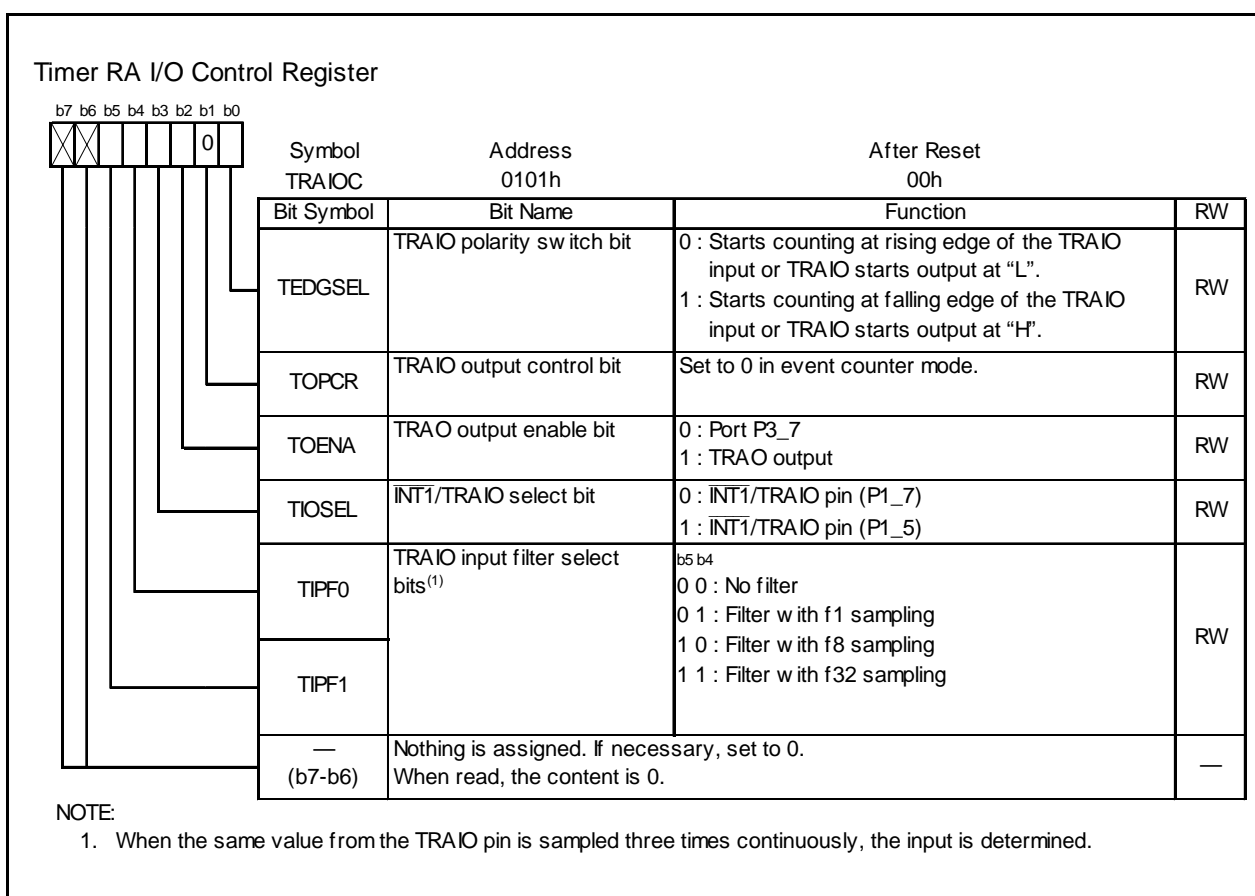 Timer RA I/O Control Register
b7 b6 b5 b4 b3 b2 b1 b0
0
Symbol Address After Reset
TRAIOC 0101h 00h
Bit Symbol Bit Name Function RW
TEDGSEL
TRAIO polarity switch bit
0 : Starts counting at rising edge of the TRAIO
input or TRAIO starts output at “L”.
1 : Starts counting at falling edge of the TRAIO
input or TRAIO starts output at “H”.
RW
TOPCR
TRAIO output control bit
Set to 0 in event counter mode.
RW
TOENA
TRAO output enable bit
0 : Port P3_7
1 : TRAO output
RW
TIOSEL
INT1/TRAIO select bit
0 : INT1/TRAIO pin (P1_7)
1 : INT1/TRAIO pin (P1_5)
RW
TIPF0
TRAIO input filter select
bits(1)
b5 b4
0 0 : No filter
0 1 : Filter with f1 sampling
1 0 : Filter with f8 sampling
1 1 : Filter with f32 sampling
RW
TIPF1
—
(b7-b6)
Nothing is assigned. If necessary, set to 0.
When read, the content is 0.
—
NOTE:
1. When the same value from the TRAIO pin is sampled three times continuously, the input is determined.